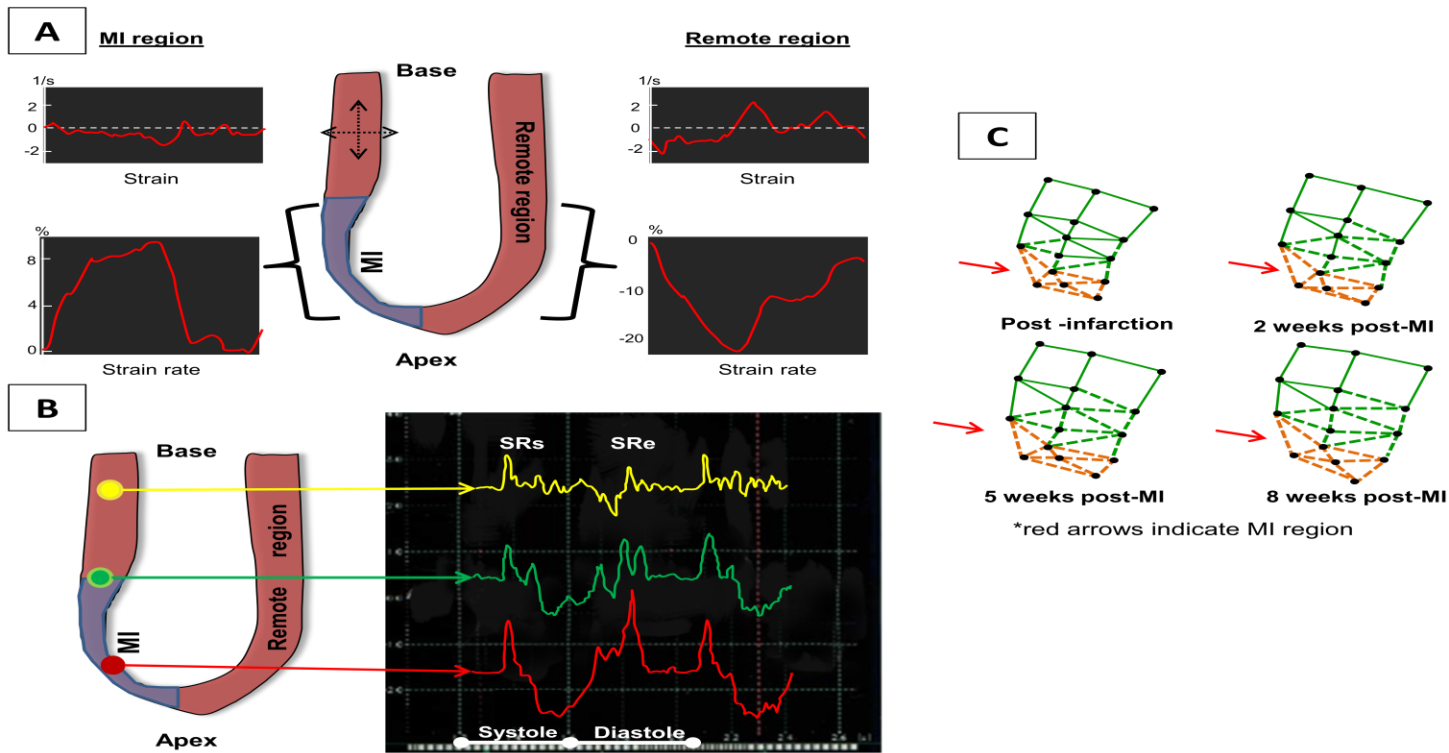 A
MI region
Remote region
1/s
2
0
-2
Strain
%
8
4
0
Strain rate
Base
Remote region
MI
Apex
1/s
2
0
-2
Strain
%
0
-10
-20
Strain rate
B
Base
Remote region
MI
Apex
SRs
SRe
Systole
Diastole
C
Post -infarction
2 weeks post-MI
5 weeks post-MI
8 weeks post-MI
*red arrows indicate MI region